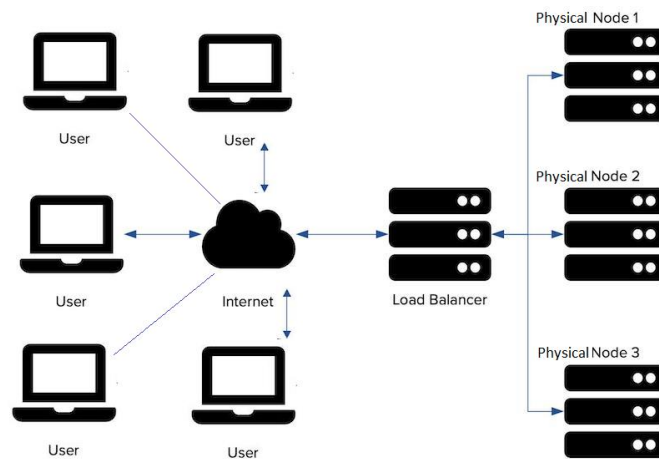 Physical Node 1
User
User
Physical Node 2
User
Internet
Load Balancer
Physical Node 3
User
User